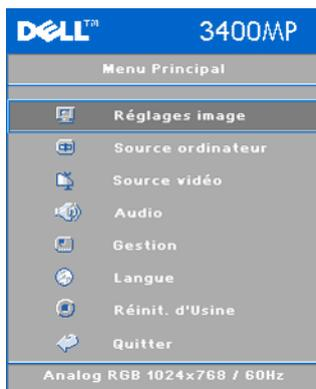 DELL™ 3400MP
Menu Principal
Réglages image
Source ordinateur
Source vidéo
Audio
Gestion
Langue
Réinit. d'Usine
Quitter
Analog RGB 1024x768 / 60Hz